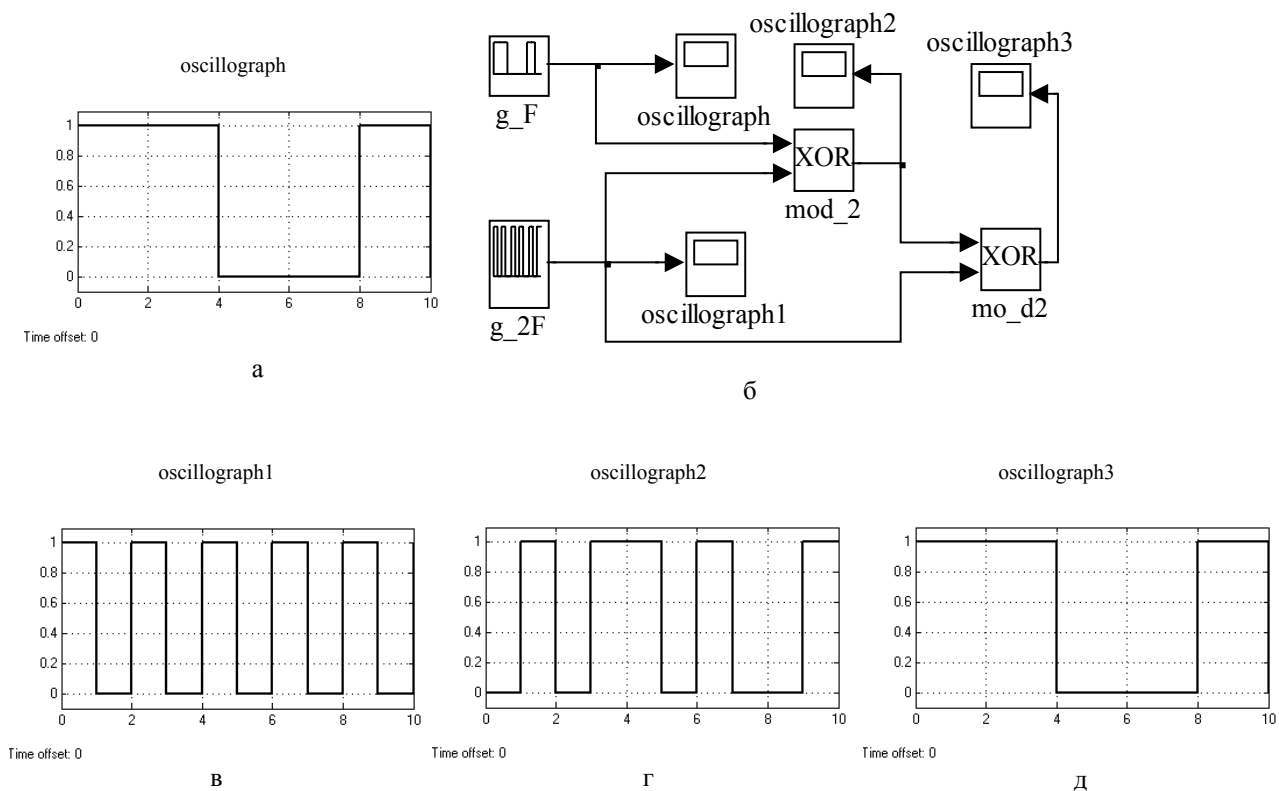 oscillograph
1
0.8
0.6
0.4
0.2
0
0 2 4 6 8 10
Time offset: 0
а
g_F
oscillograph
oscillograph2
oscillograph3
XOR
mod_2
g_2F
oscillograph1
XOR
mo_d2
б
oscillograph1
1
0.8
0.6
0.4
0.2
0
0 2 4 6 8 10
Time offset: 0
в
oscillograph2
1
0.8
0.6
0.4
0.2
0
0 2 4 6 8 10
Time offset: 0
г
oscillograph3
1
0.8
0.6
0.4
0.2
0
0 2 4 6 8 10
Time offset: 0
д